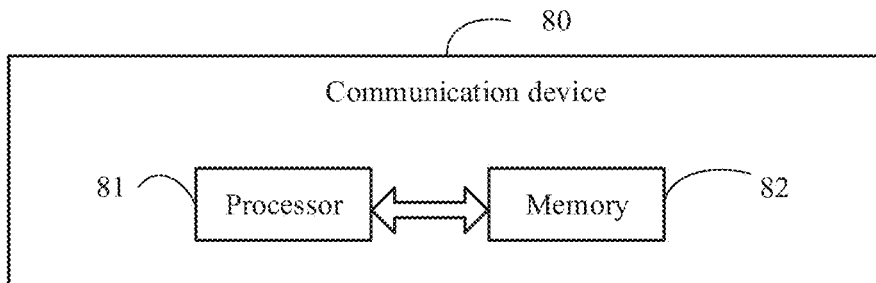 80
Communication device
81
Processor
Memory
82